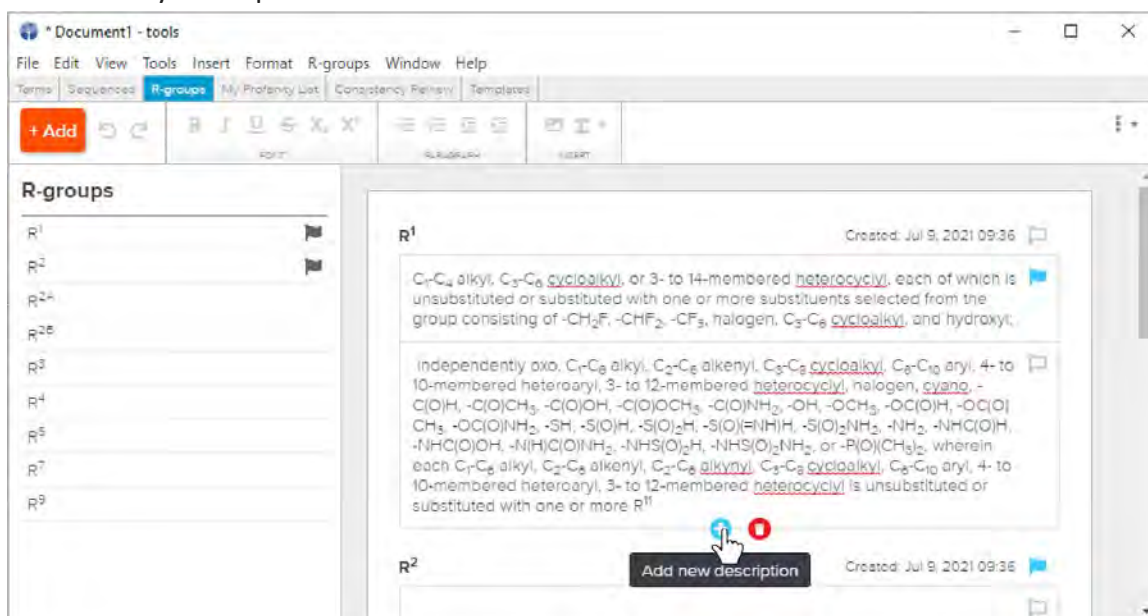 * Document1 - tools
File Edit View Tools Insert Format R-groups Window Help
Terms Sequences R-groups My Profanity List Consistency Review Templates
+ Add B I U S X₂ X²
FONT PARAGRAPH INSERT
R-groups
R¹
R²
R²ᴬ
R²ᴮ
R³
R⁴
R⁵
R⁷
R⁹
R¹ Created: Jul 9, 2021 09:36
C₁-C₄ alkyl, C₃-C₆ cycloalkyl, or 3- to 14-membered heterocyclyl, each of which is
unsubstituted or substituted with one or more substituents selected from the
group consisting of -CH₂F, -CHF₂, -CF₃, halogen, C₃-C₆ cycloalkyl, and hydroxyl;
independently oxo, C₁-C₆ alkyl, C₂-C₆ alkenyl, C₃-C₈ cycloalkyl, C₆-C₁₀ aryl, 4- to
10-membered heteroaryl, 3- to 12-membered heterocyclyl, halogen, cyano, -
C(O)H, -C(O)CH₃, -C(O)OH, -C(O)OCH₃, -C(O)NH₂, -OH, -OCH₃, -OC(O)H, -OC(O)
CH₃, -OC(O)NH₂, -SH, -S(O)H, -S(O)₂H, -S(O)(=NH)H, -S(O)₂NH₂, -NH₂, -NHC(O)H,
-NHC(O)OH, -N(H)C(O)NH₂, -NHS(O)₂H, -NHS(O)₂NH₂, or -P(O)(CH₃)₂, wherein
each C₁-C₆ alkyl, C₂-C₆ alkenyl, C₂-C₆ alkynyl, C₃-C₈ cycloalkyl, C₆-C₁₀ aryl, 4- to
10-membered heteroaryl, 3- to 12-membered heterocyclyl is unsubstituted or
substituted with one or more R¹¹
R² Add new description Created: Jul 9, 2021 09:36